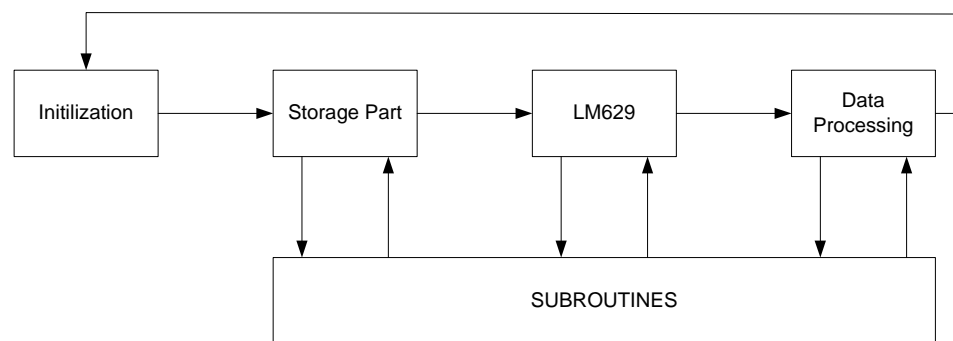 Initilization
Storage Part
LM629
Data
Processing
SUBROUTINES